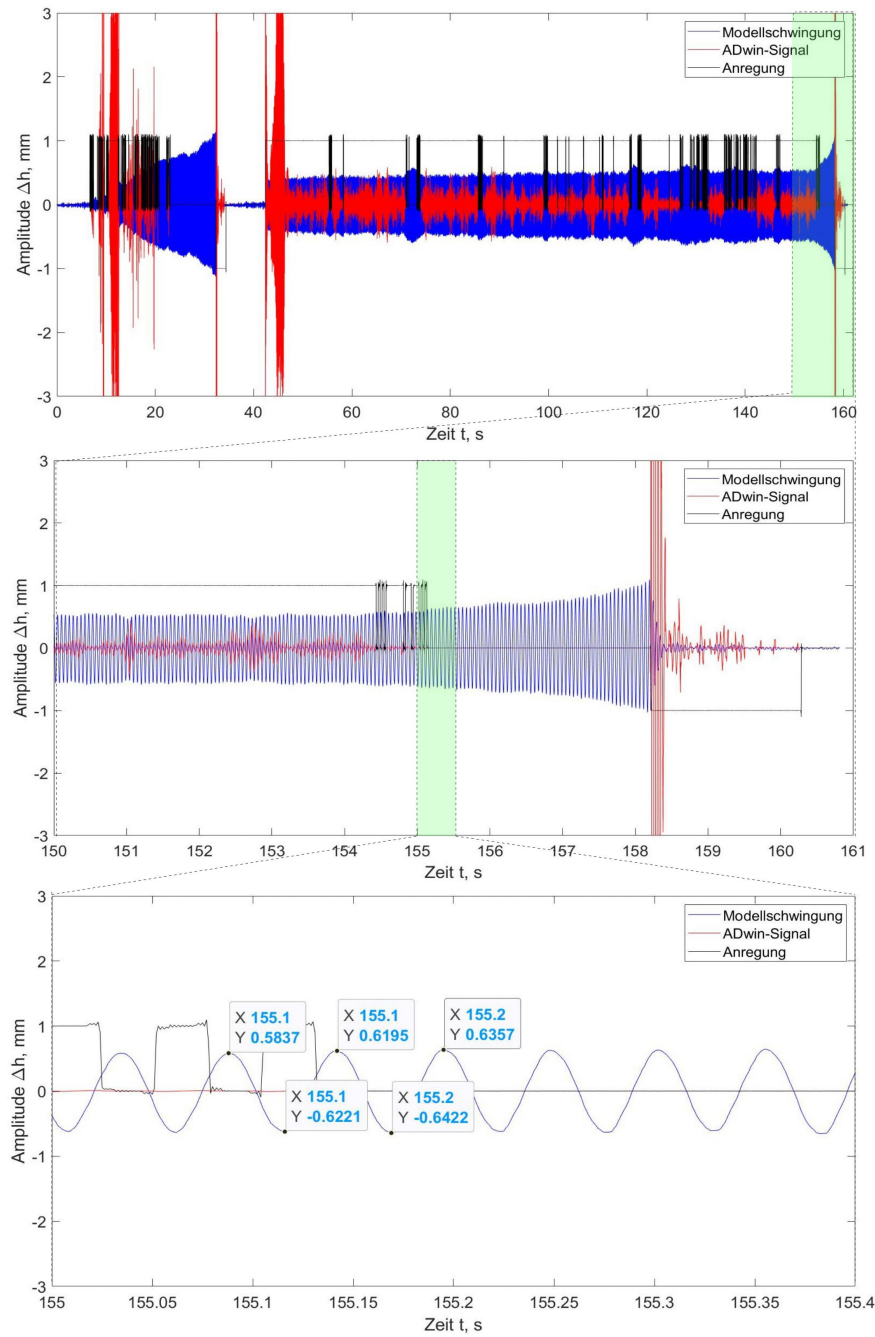 3
2
1
0
-1
-2
-3
Amplitude Δh, mm
Modellschwingung
ADwin-Signal
Anregung
0 20 40 60 80 100 120 140 160
Zeit t, s
3
2
1
0
-1
-2
-3
Amplitude Δh, mm
Modellschwingung
ADwin-Signal
Anregung
150 151 152 153 154 155 156 157 158 159 160 161
Zeit t, s
3
2
1
0
-1
-2
-3
Amplitude Δh, mm
Modellschwingung
ADwin-Signal
Anregung
X 155.1
Y 0.5837
X 155.1
Y 0.6195
X 155.2
Y 0.6357
X 155.1
Y -0.6221
X 155.2
Y -0.6422
155 155.05 155.1 155.15 155.2 155.25 155.3 155.35 155.4
Zeit t, s